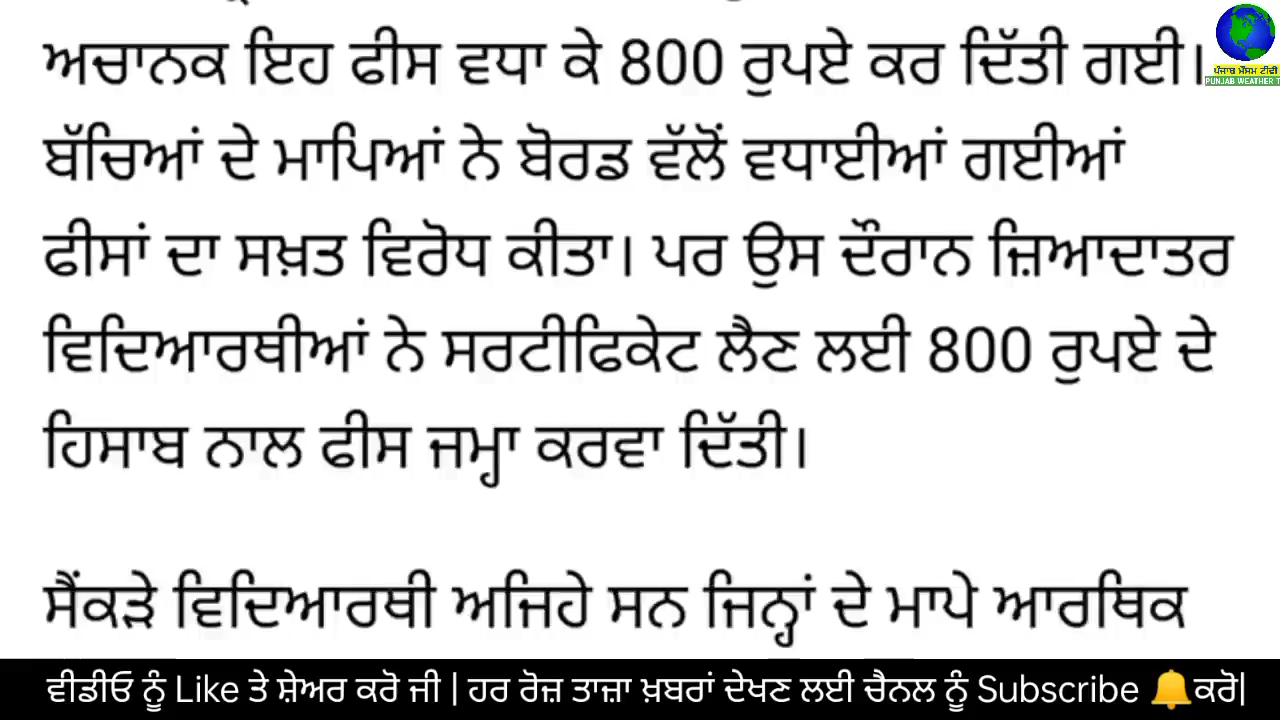 ਅਚਾਨਕ ਇਹ ਫੀਸ ਵਧਾ ਕੇ 800 ਰੁਪਏ ਕਰ ਦਿੱਤੀ ਗਈ।
ਪੰਜਾਬ ਮੌਸਮ ਟੀਵੀ
PUNJAB WEATHER T
ਬੱਚਿਆਂ ਦੇ ਮਾਪਿਆਂ ਨੇ ਬੋਰਡ ਵੱਲੋਂ ਵਧਾਈਆਂ ਗਈਆਂ
ਫੀਸਾਂ ਦਾ ਸਖ਼ਤ ਵਿਰੋਧ ਕੀਤਾ। ਪਰ ਉਸ ਦੌਰਾਨ ਜ਼ਿਆਦਾਤਰ
ਵਿਦਿਆਰਥੀਆਂ ਨੇ ਸਰਟੀਫਿਕੇਟ ਲੈਣ ਲਈ 800 ਰੁਪਏ ਦੇ
ਹਿਸਾਬ ਨਾਲ ਫੀਸ ਜਮ੍ਹਾ ਕਰਵਾ ਦਿੱਤੀ।
ਸੈਂਕੜੇ ਵਿਦਿਆਰਥੀ ਅਜਿਹੇ ਸਨ ਜਿਨ੍ਹਾਂ ਦੇ ਮਾਪੇ ਆਰਥਿਕ
ਵੀਡੀਓ ਨੂੰ Like ਤੇ ਸ਼ੇਅਰ ਕਰੋ ਜੀ | ਹਰ ਰੋਜ਼ ਤਾਜ਼ਾ ਖ਼ਬਰਾਂ ਦੇਖਣ ਲਈ ਚੈਨਲ ਨੂੰ Subscribe 🔔ਕਰੋ|